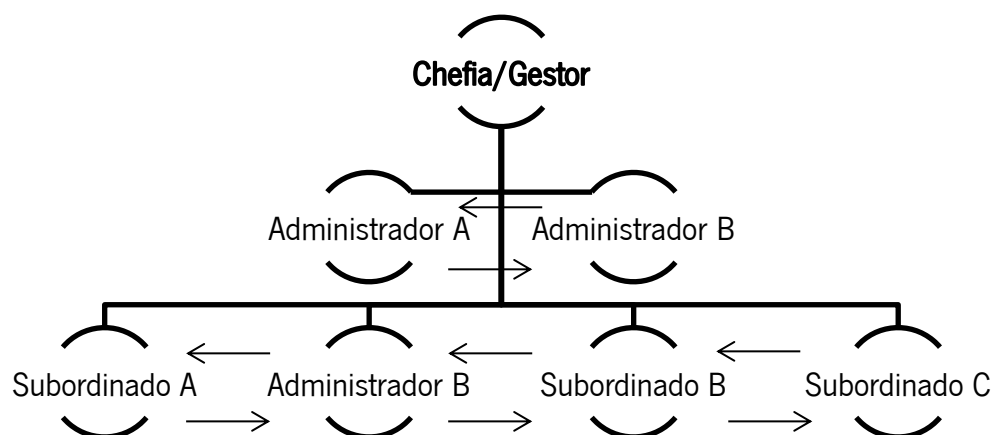 Chefia/Gestor
Administrador A Administrador B
Subordinado A Administrador B Subordinado B Subordinado C